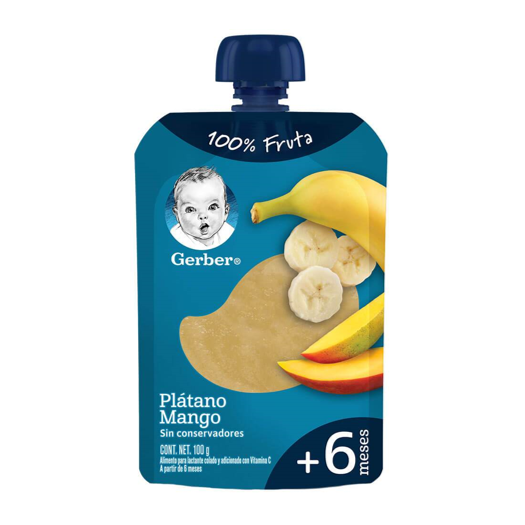 100% Fruta
Gerber®
Plátano
Mango
Sin conservadores
CONT. NET. 100 g
Alimento para lactante colado y adicionado con Vitamina C
A partir de 6 meses
+6
meses